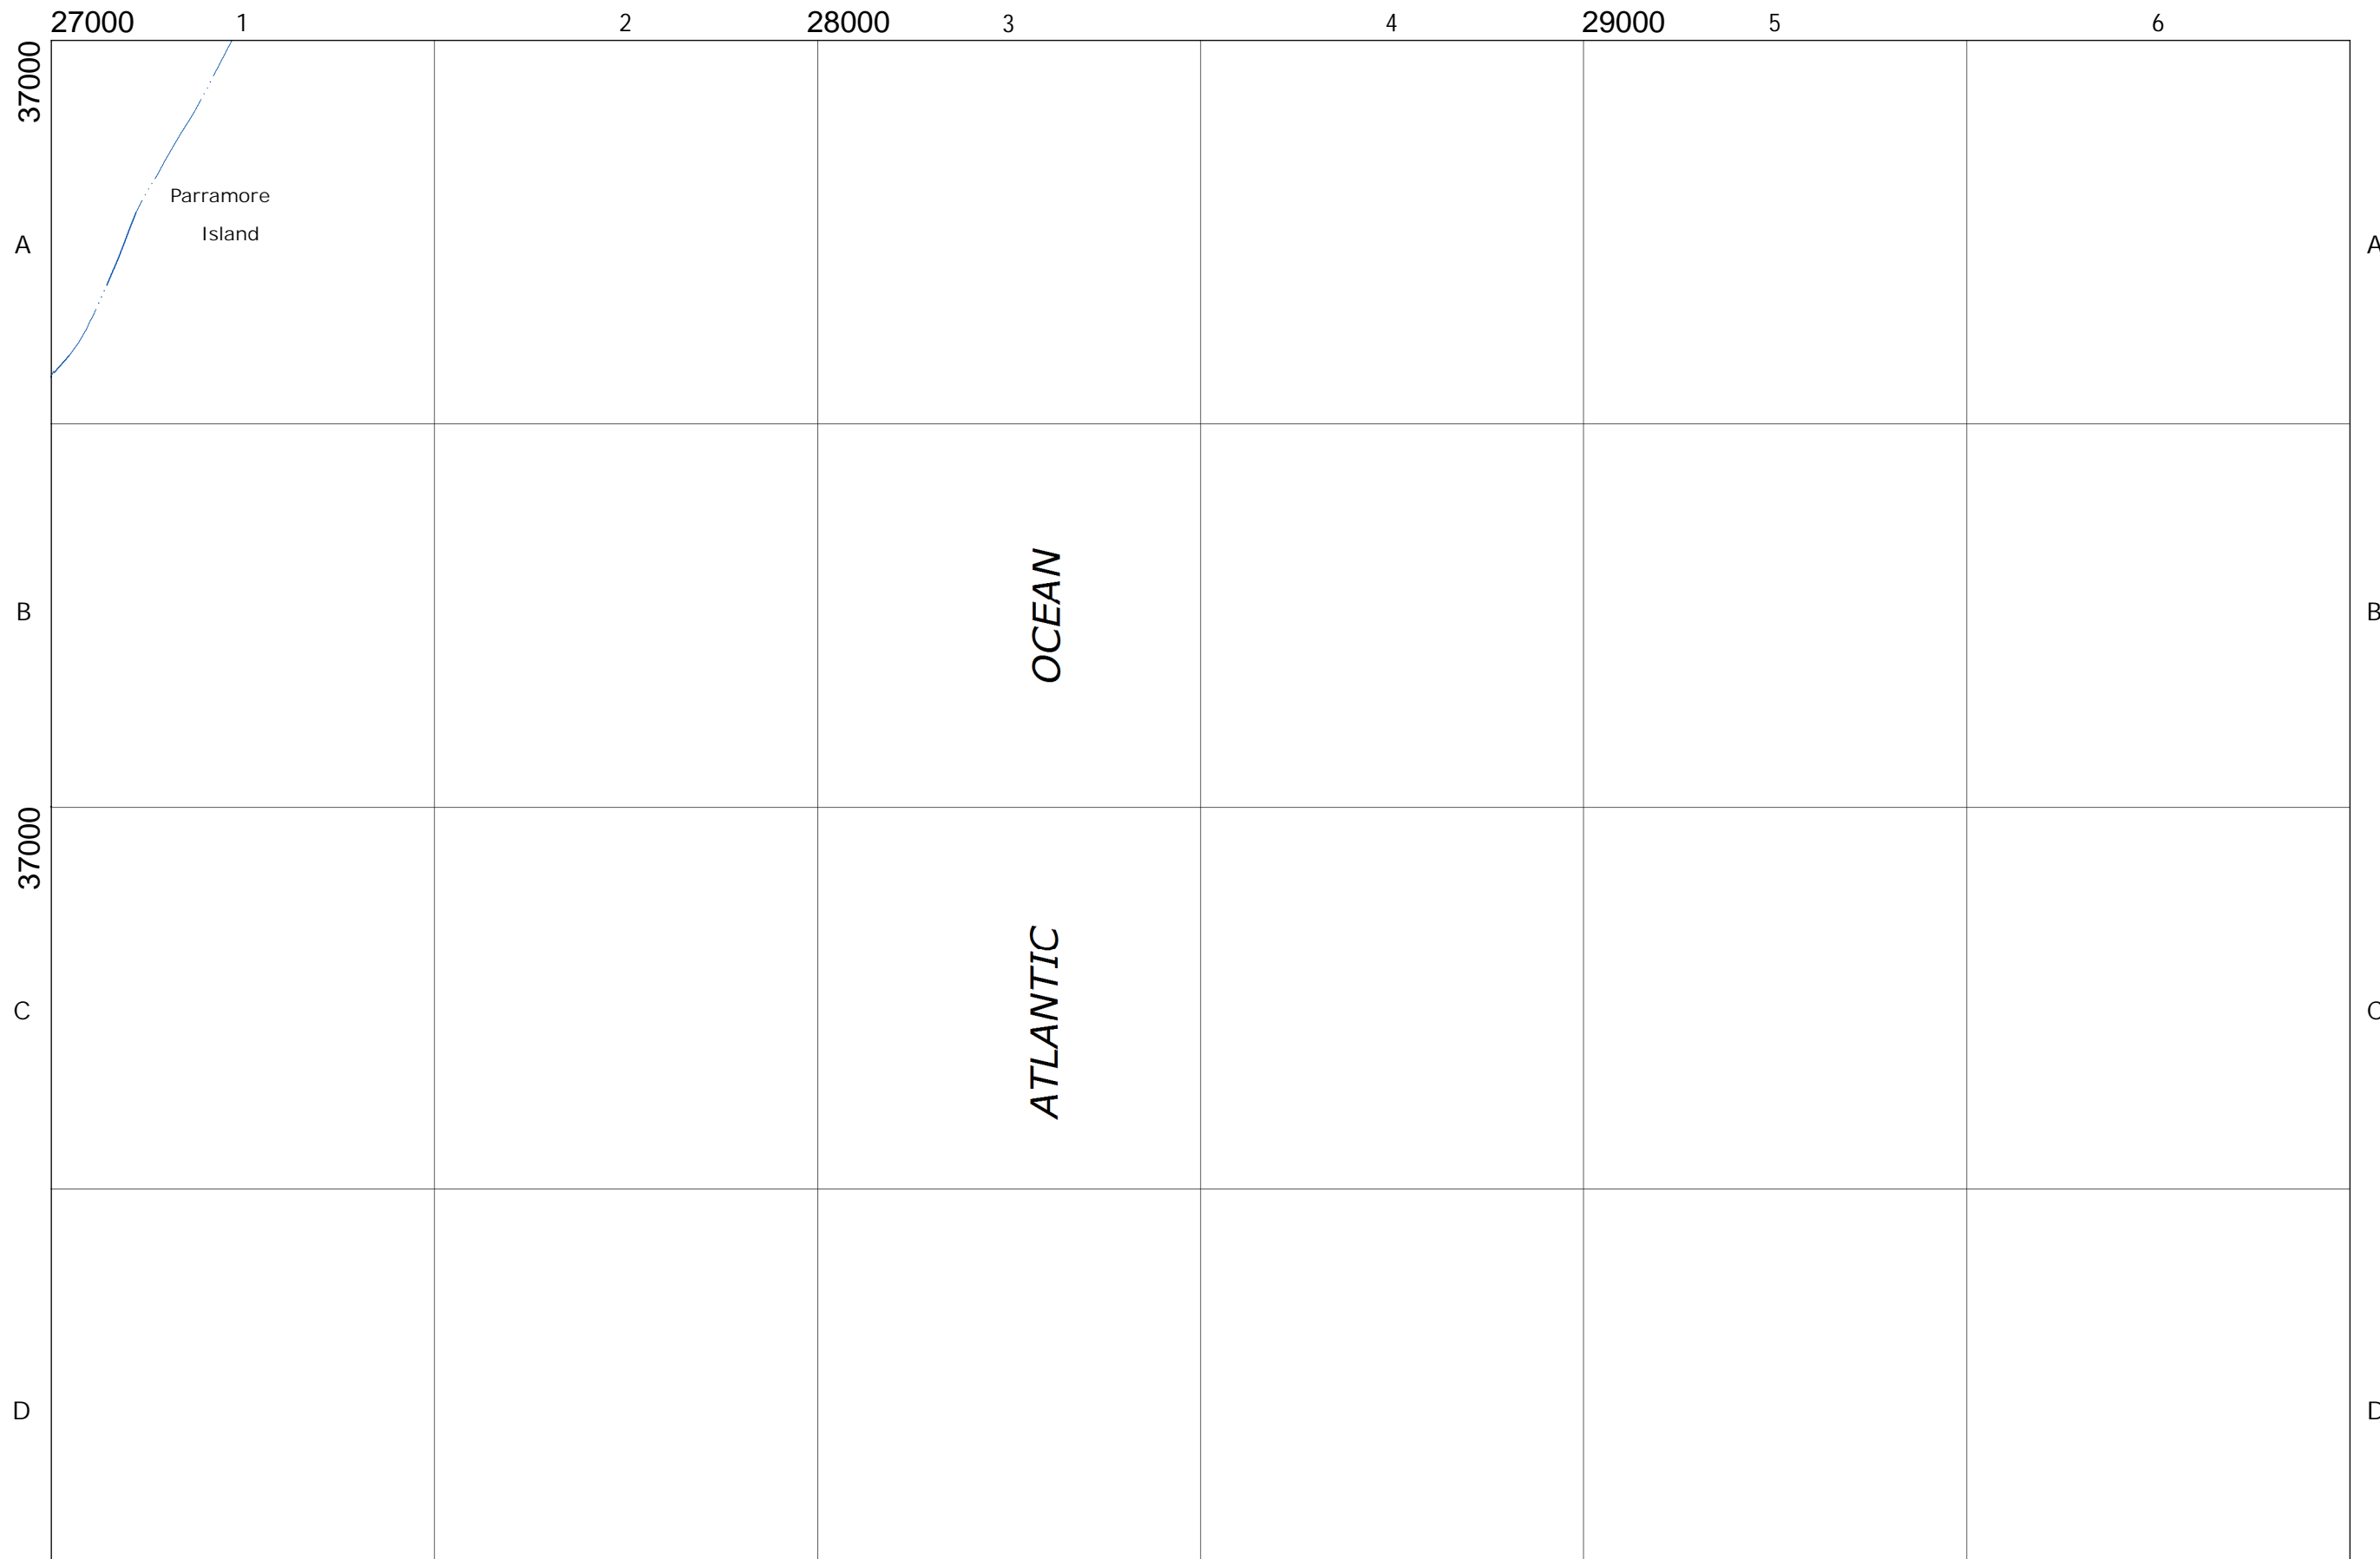 27000 1 2 28000 3 4 29000 5 6
37000
Parramore
Island
A A
OCEAN
B B
37000
ATLANTIC
C C
D D